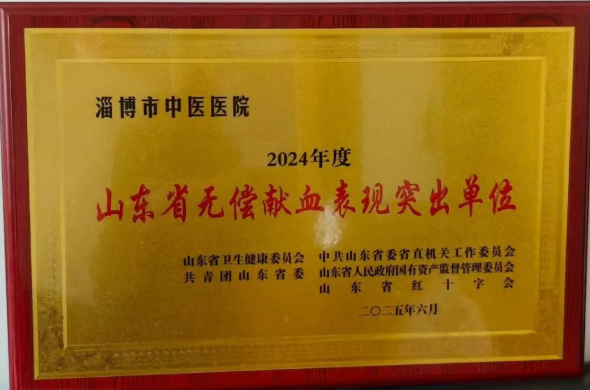 淄博市中医医院
2024年度
山东省无偿献血表现突出单位
山东省卫生健康委员会 中共山东省委省直机关工作委员会
共青团山东省委 山东省人民政府国有资产监督管理委员会
山东省红十字会
二〇二五年六月